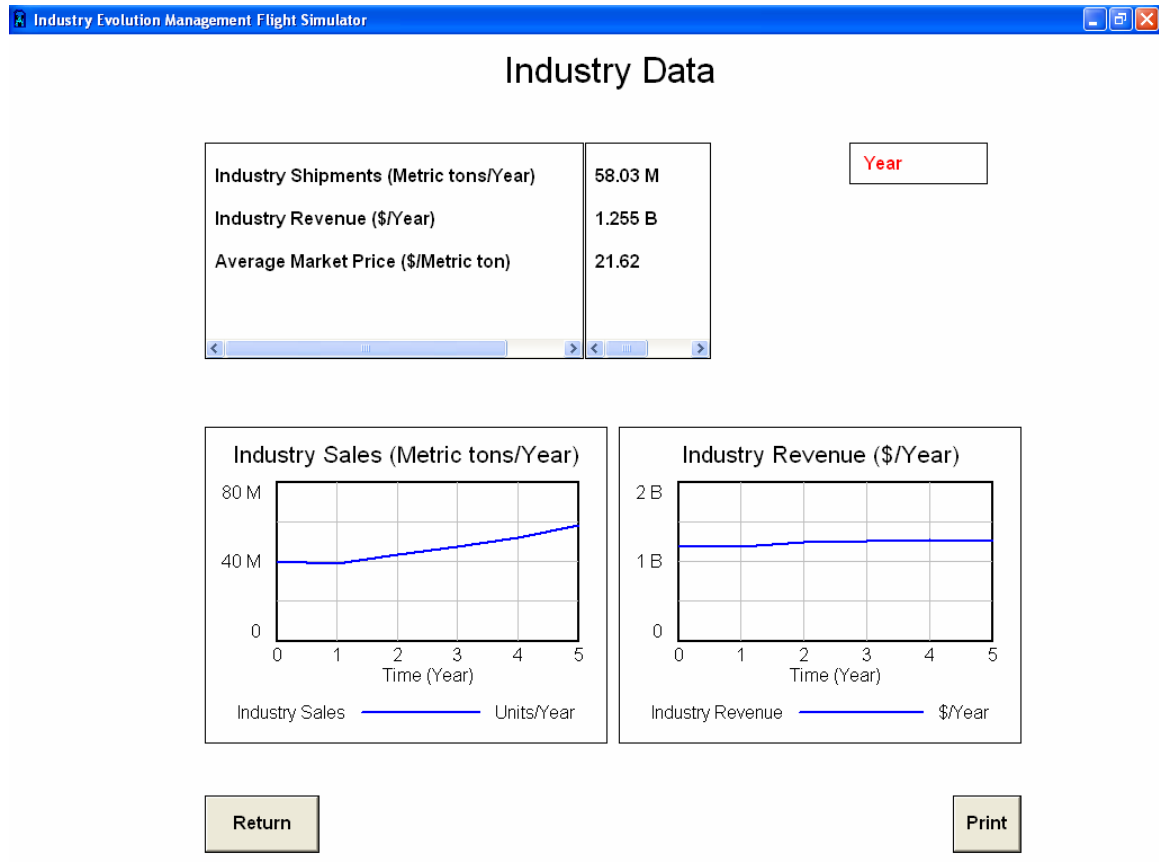 Industry Evolution Management Flight Simulator
Industry Data
Industry Shipments (Metric tons/Year) 58.03 M
Industry Revenue ($/Year) 1.255 B
Average Market Price ($/Metric ton) 21.62
Year
Industry Sales (Metric tons/Year)
80 M
40 M
0
0 1 2 3 4 5
Time (Year)
Industry Sales Units/Year
Industry Revenue ($/Year)
2 B
1 B
0
0 1 2 3 4 5
Time (Year)
Industry Revenue $/Year
Return
Print